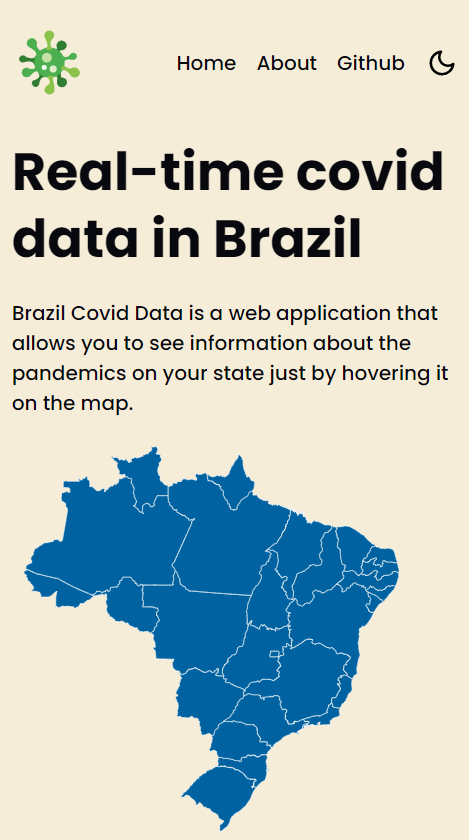 Home About Github
Real-time covid
data in Brazil
Brazil Covid Data is a web application that
allows you to see information about the
pandemics on your state just by hovering it
on the map.